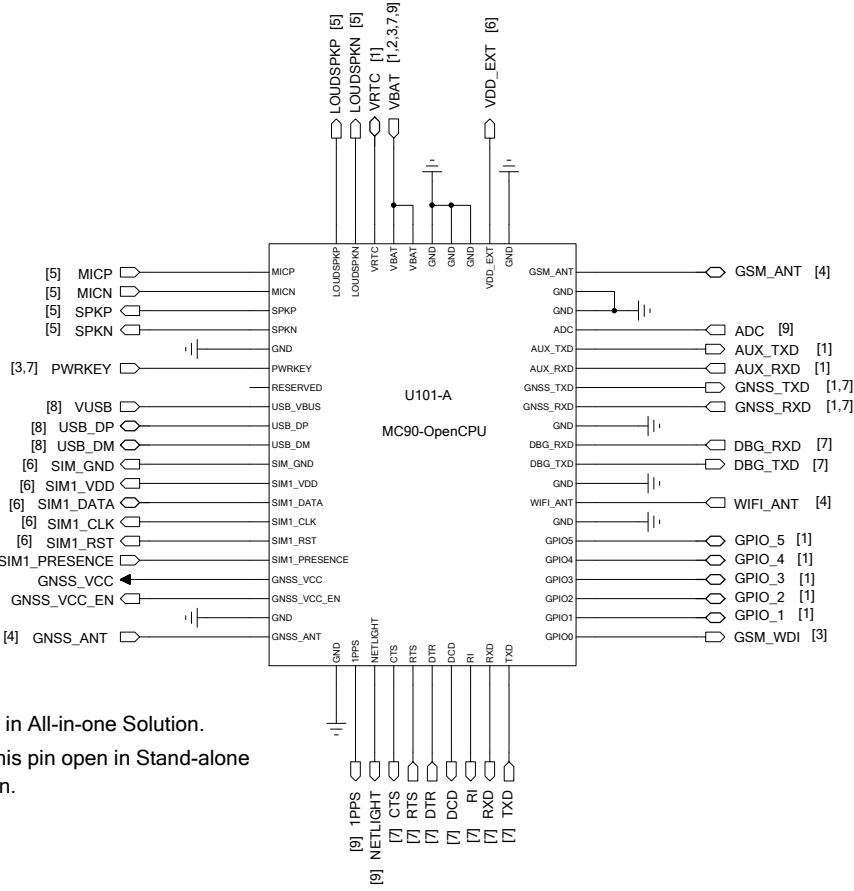 LOUDSPKP [5]
LOUDSPKN [5]
VRTC [1]
VBAT [1,2,3,7,9]
VDD_EXT [6]
LOUDSPKP
LOUDSPKN
VRTC
VBAT
VBAT
GND
GND
GND
VDD_EXT
GND
[5] MICP
[5] MICN
[5] SPKP
[5] SPKN
[3,7] PWRKEY
[8] VUSB
[8] USB_DP
[8] USB_DM
[6] SIM_GND
[6] SIM1_VDD
[6] SIM1_DATA
[6] SIM1_CLK
[6] SIM1_RST
SIM1_PRESENCE
GNSS_VCC
GNSS_VCC_EN
[4] GNSS_ANT
MICP
MICN
SPKP
SPKN
GND
PWRKEY
RESERVED
USB_VBUS
USB_DP
USB_DM
SIM_GND
SIM1_VDD
SIM1_DATA
SIM1_CLK
SIM1_RST
SIM1_PRESENCE
GNSS_VCC
GNSS_VCC_EN
GND
GNSS_ANT
U101-A
MC90-OpenCPU
GSM_ANT
GND
GND
ADC
AUX_TXD
AUX_RXD
GNSS_TXD
GNSS_RXD
GND
DBG_RXD
DBG_TXD
GND
WIFI_ANT
GND
GPIO5
GPIO4
GPIO3
GPIO2
GPIO1
GPIO0
GSM_ANT [4]
ADC [9]
AUX_TXD [1]
AUX_RXD [1]
GNSS_TXD [1,7]
GNSS_RXD [1,7]
DBG_RXD [7]
DBG_TXD [7]
WIFI_ANT [4]
GPIO_5 [1]
GPIO_4 [1]
GPIO_3 [1]
GPIO_2 [1]
GPIO_1 [1]
GSM_WDI [3]
GND
1PPS
NETLIGHT
CTS
RTS
DTR
DCD
RI
RXD
TXD
[9] 1PPS
[9] NETLIGHT
[7] CTS
[7] RTS
[7] DTR
[7] DCD
[7] RI
[7] RXD
[7] TXD
in All-in-one Solution.
his pin open in Stand-alone
n.